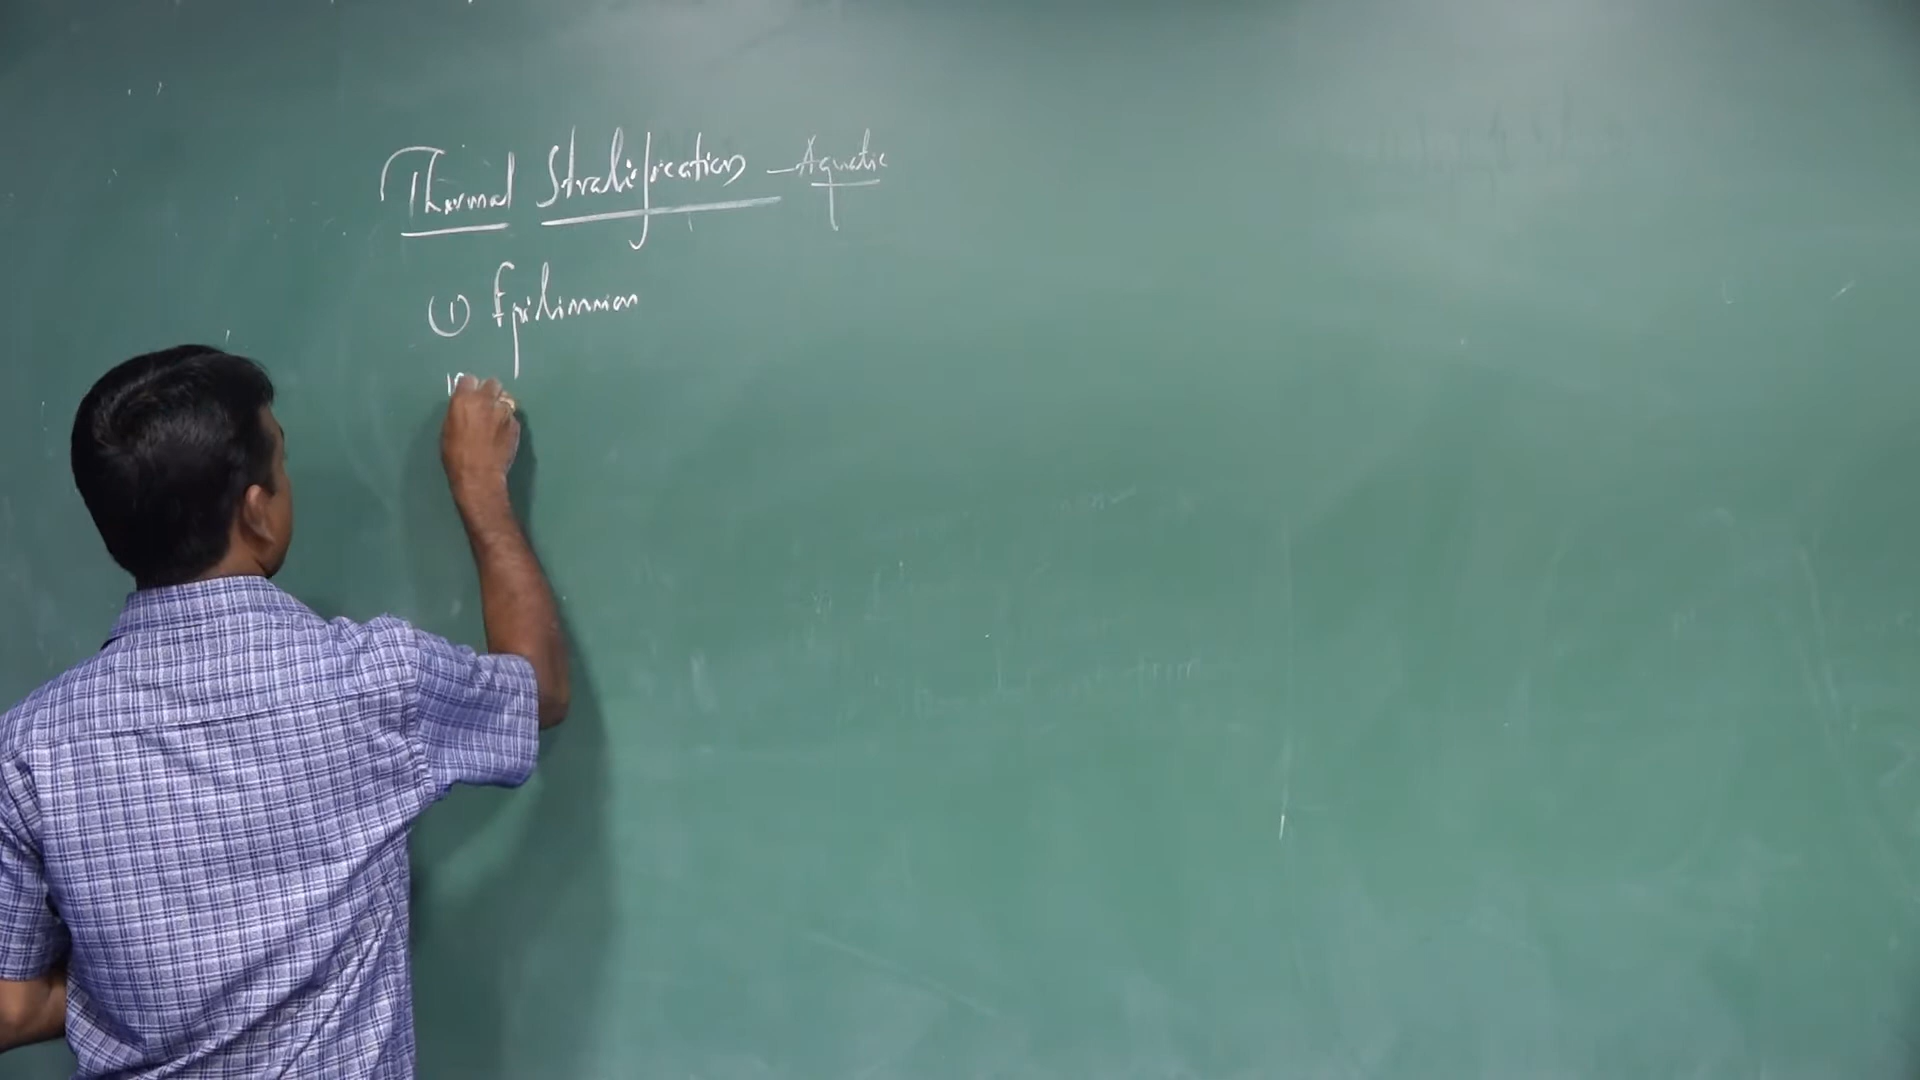 Thermal Stratification - Aquatic
① Epilimnion